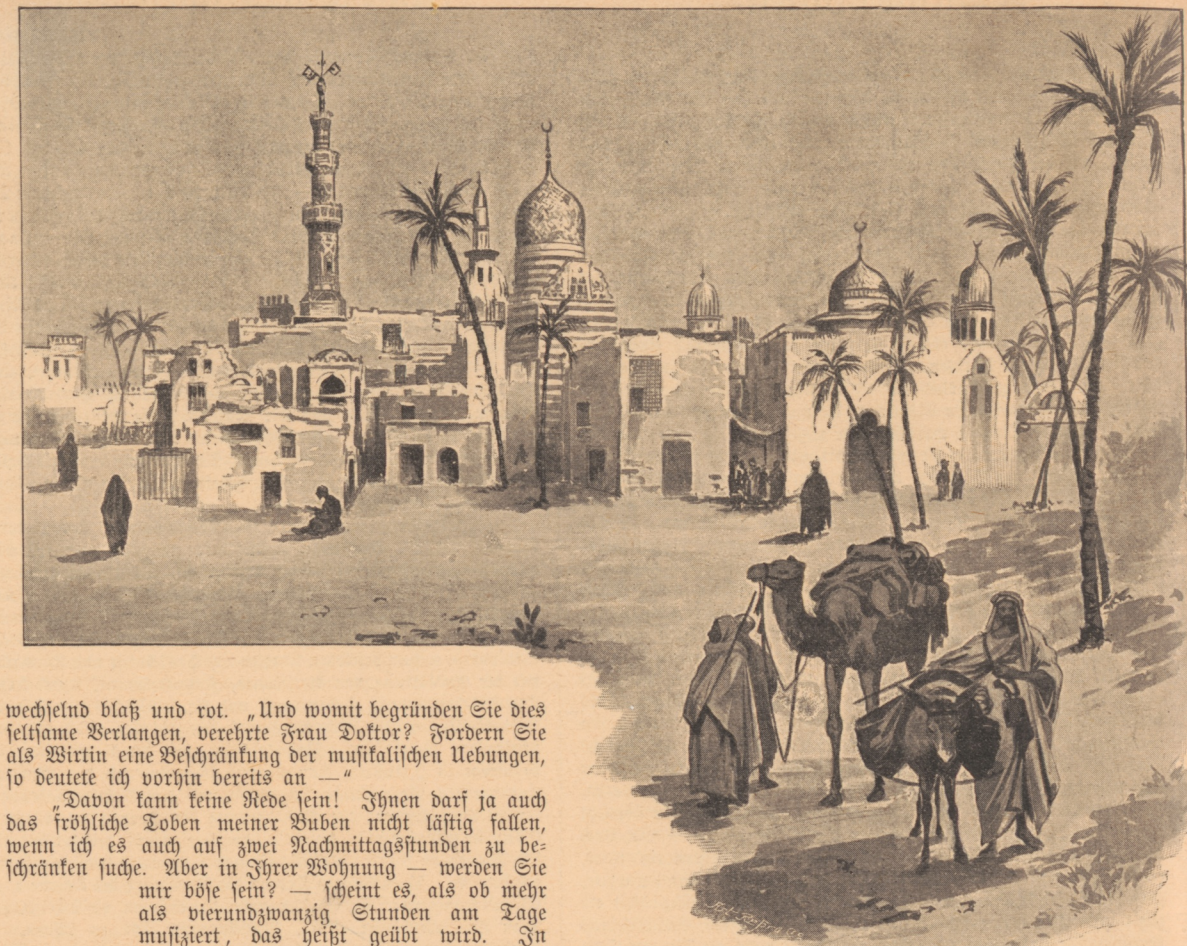 wechselnd blaß und rot. „Und womit begründen Sie dies
seltsame Verlangen, verehrte Frau Doktor? Fordern Sie
als Wirtin eine Beschränkung der musikalischen Uebungen,
so deutete ich vorhin bereits an —“
„Davon kann keine Rede sein! Ihnen darf ja auch
das fröhliche Toben meiner Buben nicht lästig fallen,
wenn ich es auch auf zwei Nachmittagsstunden zu be-
schränken suche. Aber in Ihrer Wohnung — werden Sie
mir böse sein? — scheint es, als ob mehr
als vierundzwanzig Stunden am Tage
musiziert, das heißt geübt wird. In